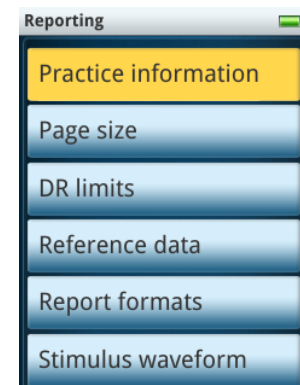 Reporting
Practice information
Page size
DR limits
Reference data
Report formats
Stimulus waveform